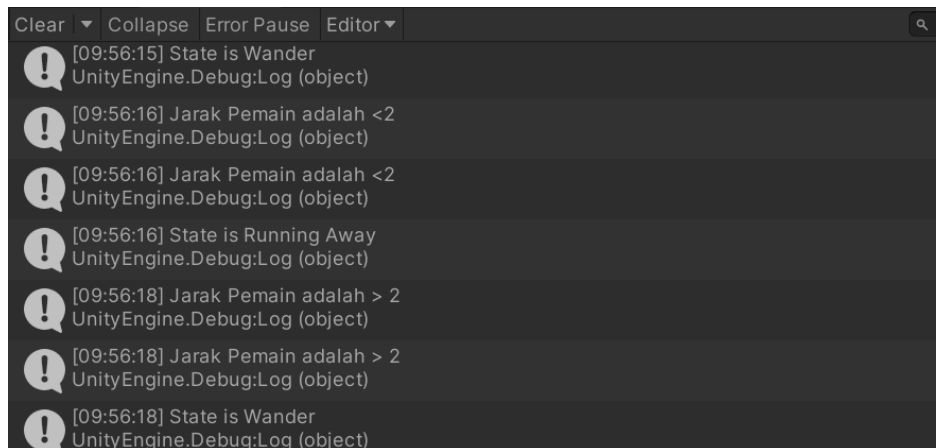 Clear Collapse Error Pause Editor
[09:56:15] State is Wander
UnityEngine.Debug:Log (object)
[09:56:16] Jarak Pemain adalah <2
UnityEngine.Debug:Log (object)
[09:56:16] Jarak Pemain adalah <2
UnityEngine.Debug:Log (object)
[09:56:16] State is Running Away
UnityEngine.Debug:Log (object)
[09:56:18] Jarak Pemain adalah > 2
UnityEngine.Debug:Log (object)
[09:56:18] Jarak Pemain adalah > 2
UnityEngine.Debug:Log (object)
[09:56:18] State is Wander
UnityEngine.Debug:Log (object)